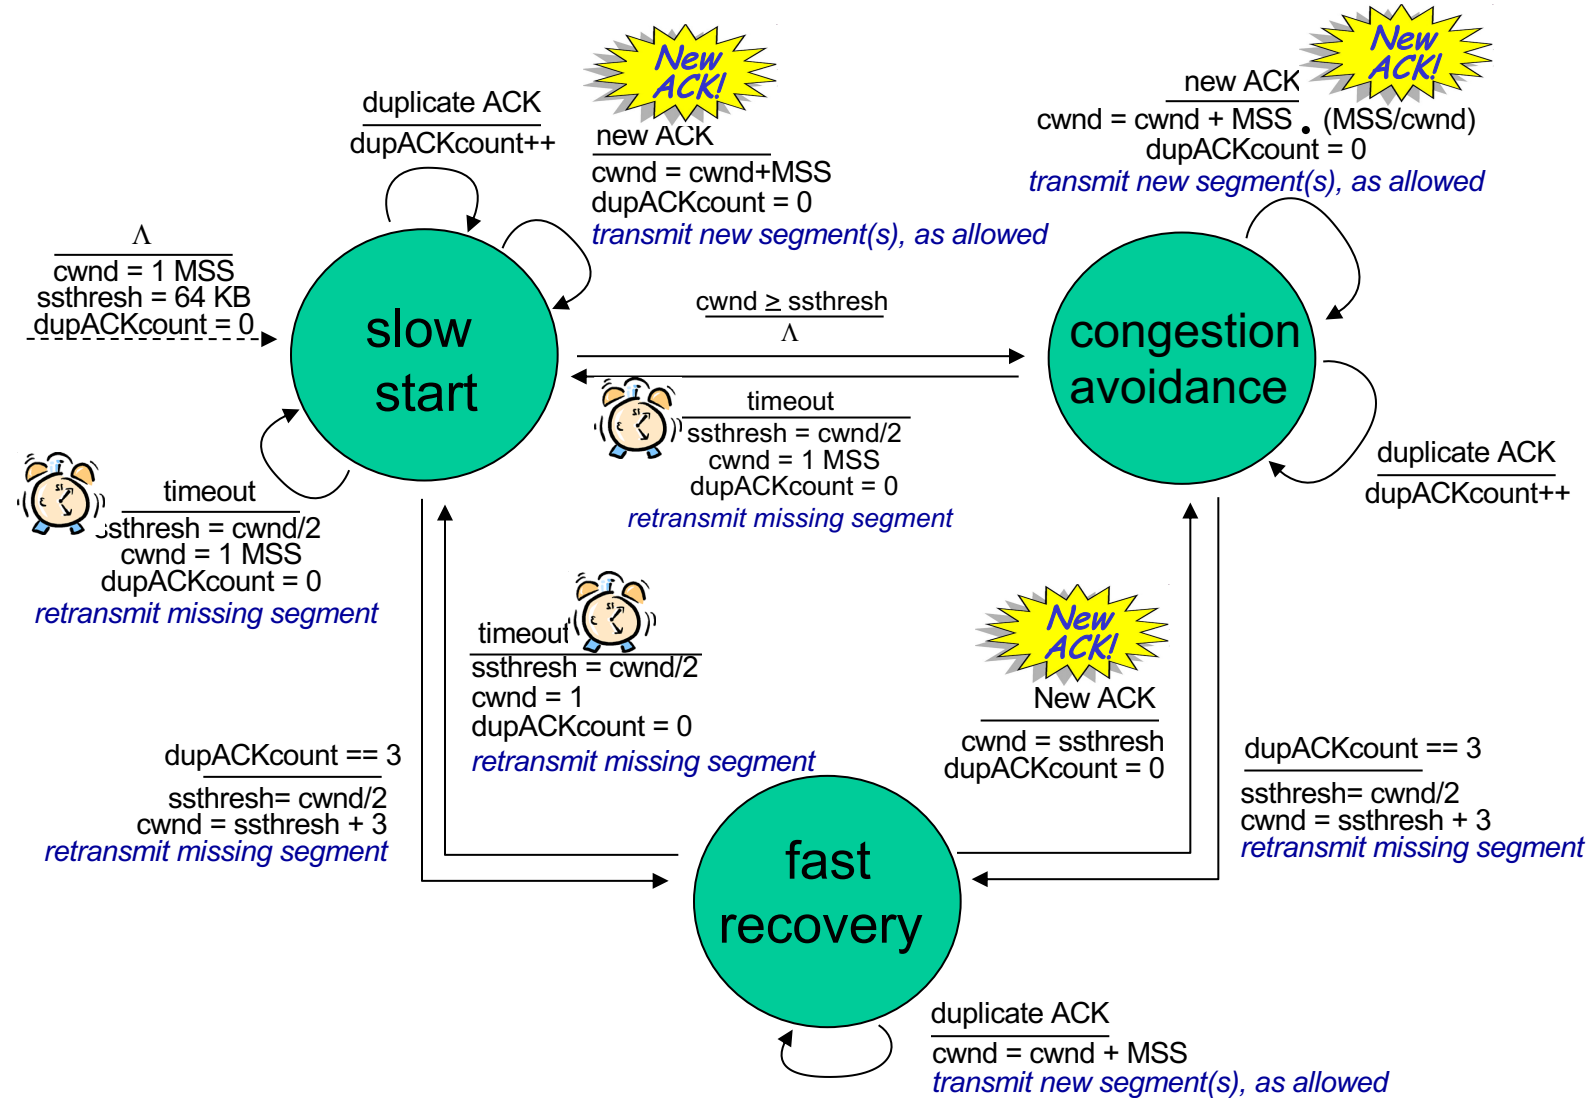 duplicate ACK
dupACKcount++
New
ACK!
new ACK
cwnd = cwnd+MSS
dupACKcount = 0
transmit new segment(s), as allowed
New
ACK!
new ACK
cwnd = cwnd + MSS • (MSS/cwnd)
dupACKcount = 0
transmit new segment(s), as allowed
Λ
cwnd = 1 MSS
ssthresh = 64 KB
dupACKcount = 0
slow
start
cwnd ≥ ssthresh
Λ
timeout
ssthresh = cwnd/2
cwnd = 1 MSS
dupACKcount = 0
retransmit missing segment
congestion
avoidance
duplicate ACK
dupACKcount++
timeout
ssthresh = cwnd/2
cwnd = 1 MSS
dupACKcount = 0
retransmit missing segment
timeout
ssthresh = cwnd/2
cwnd = 1
dupACKcount = 0
retransmit missing segment
New
ACK!
New ACK
cwnd = ssthresh
dupACKcount = 0
dupACKcount == 3
ssthresh= cwnd/2
cwnd = ssthresh + 3
retransmit missing segment
dupACKcount == 3
ssthresh= cwnd/2
cwnd = ssthresh + 3
retransmit missing segment
fast
recovery
duplicate ACK
cwnd = cwnd + MSS
transmit new segment(s), as allowed